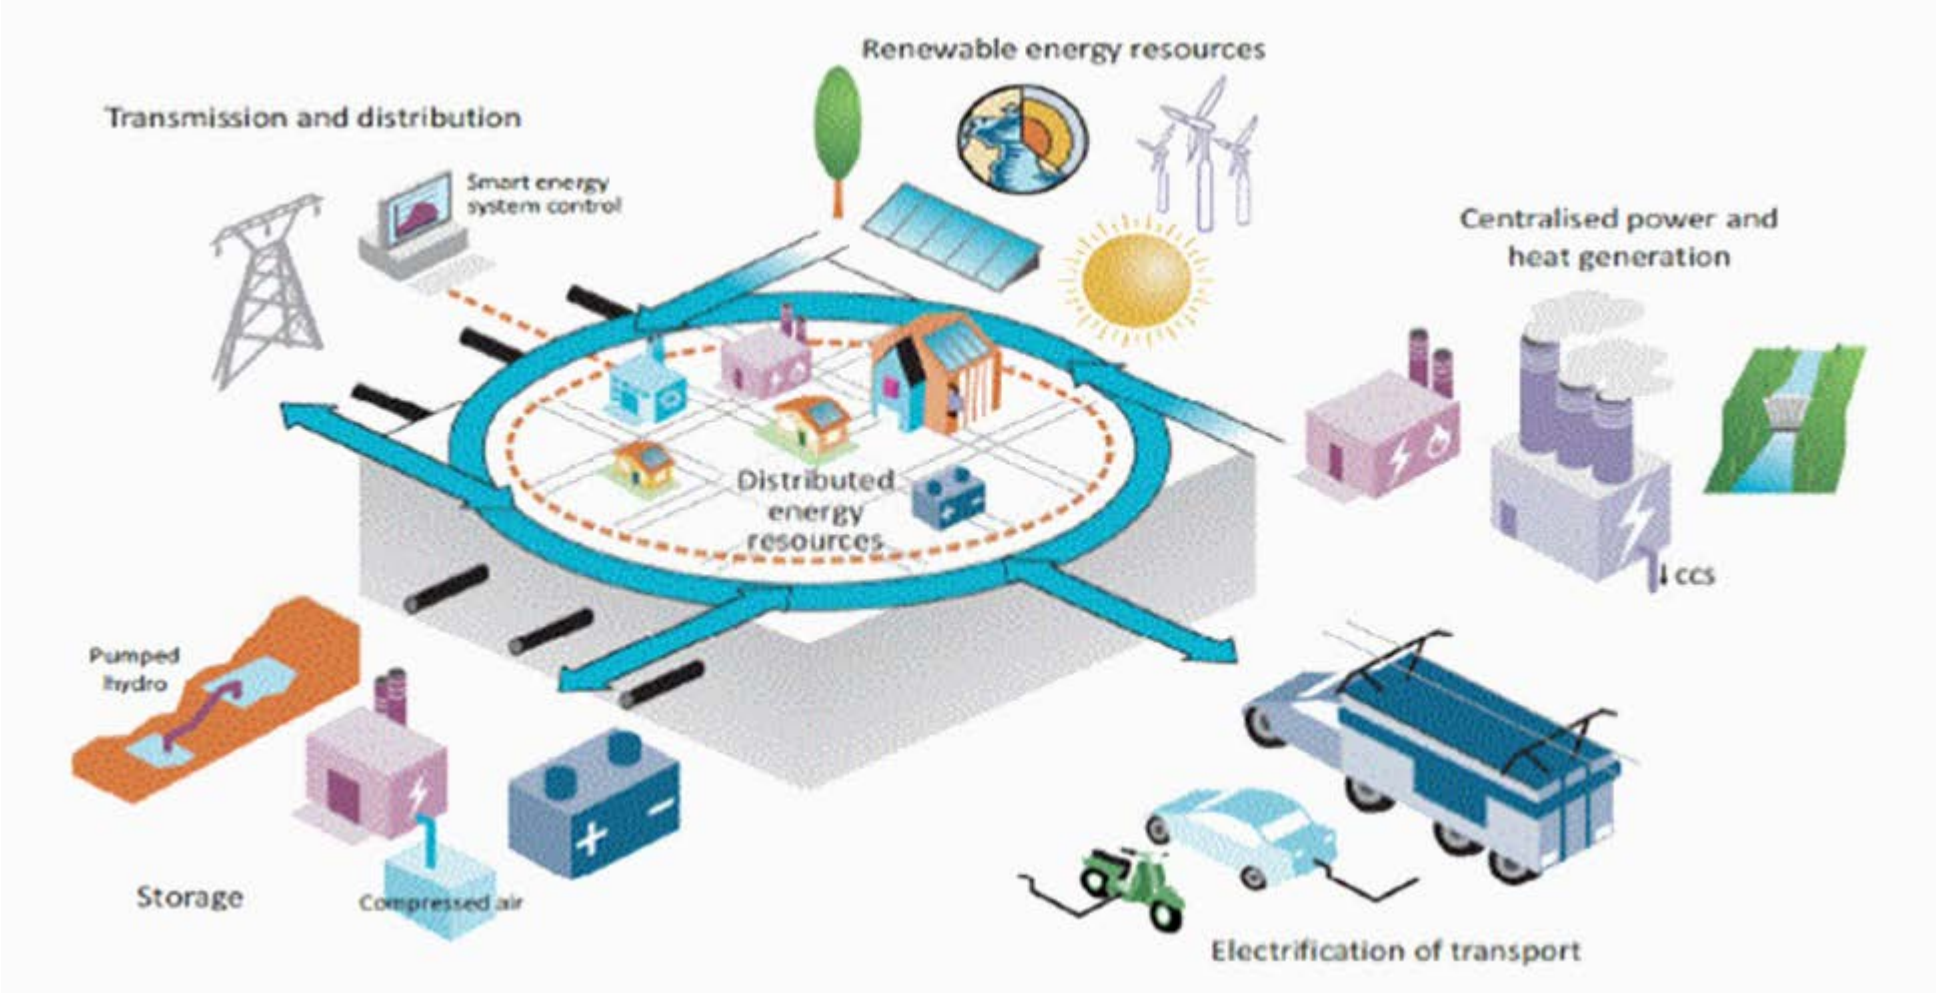 Renewable energy resources
Transmission and distribution
Smart energy
system control
Centralised power and
heat generation
Distributed
energy
resources
CCS
Pumped
hydro
Storage
Compressed air
Electrification of transport